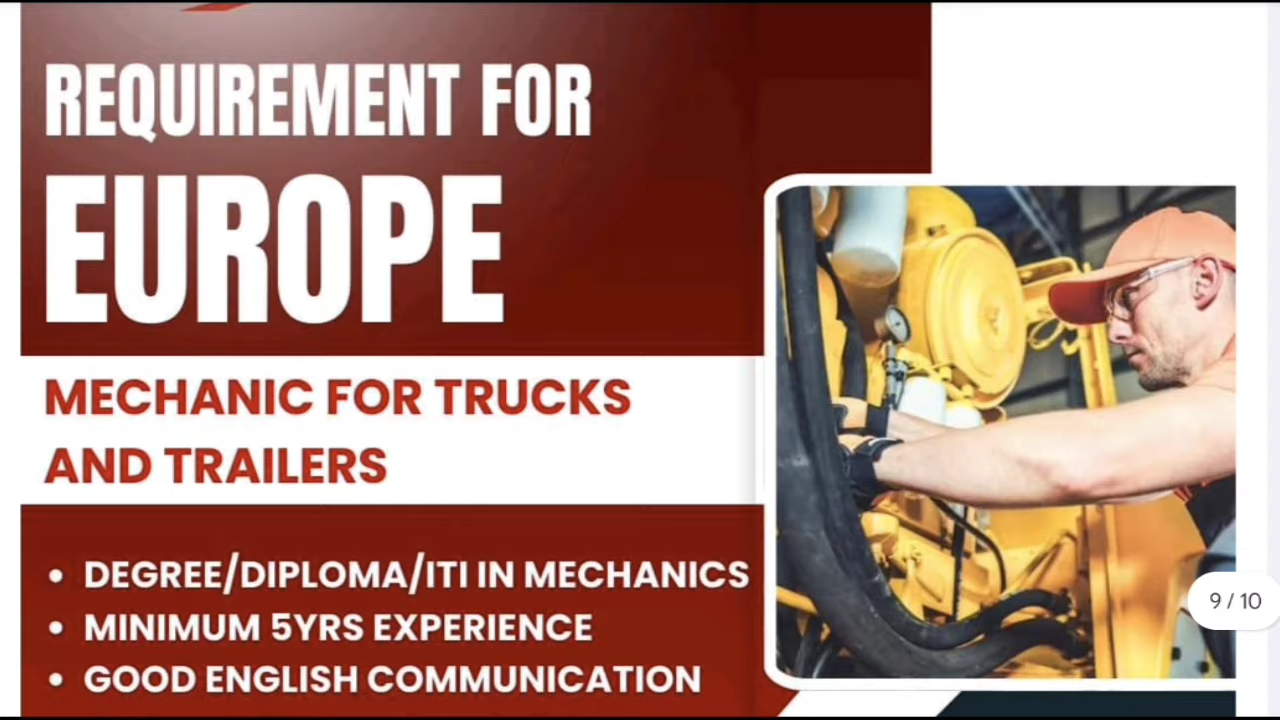 REQUIREMENT FOR
EUROPE
MECHANIC FOR TRUCKS
AND TRAILERS
• DEGREE/DIPLOMA/ITI IN MECHANICS
• MINIMUM 5YRS EXPERIENCE
• GOOD ENGLISH COMMUNICATION
9 / 10